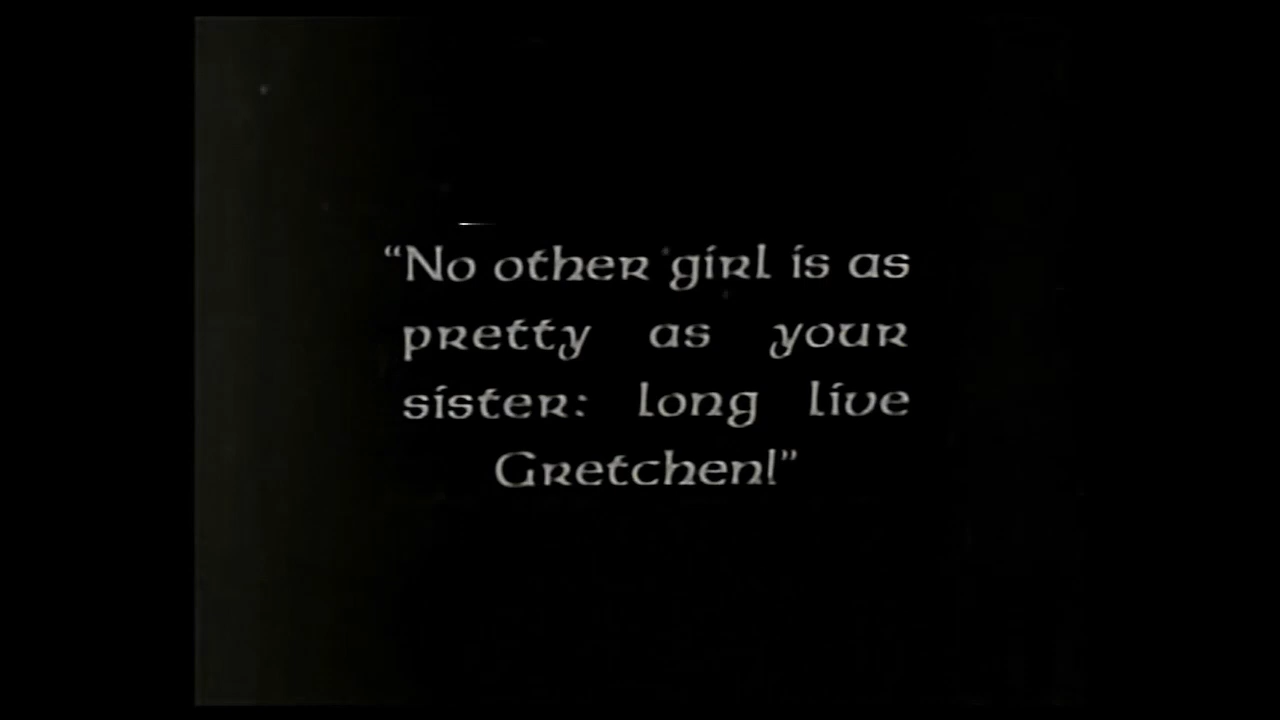 “No other girl is as
pretty as your
sister: long live
Gretchen!”